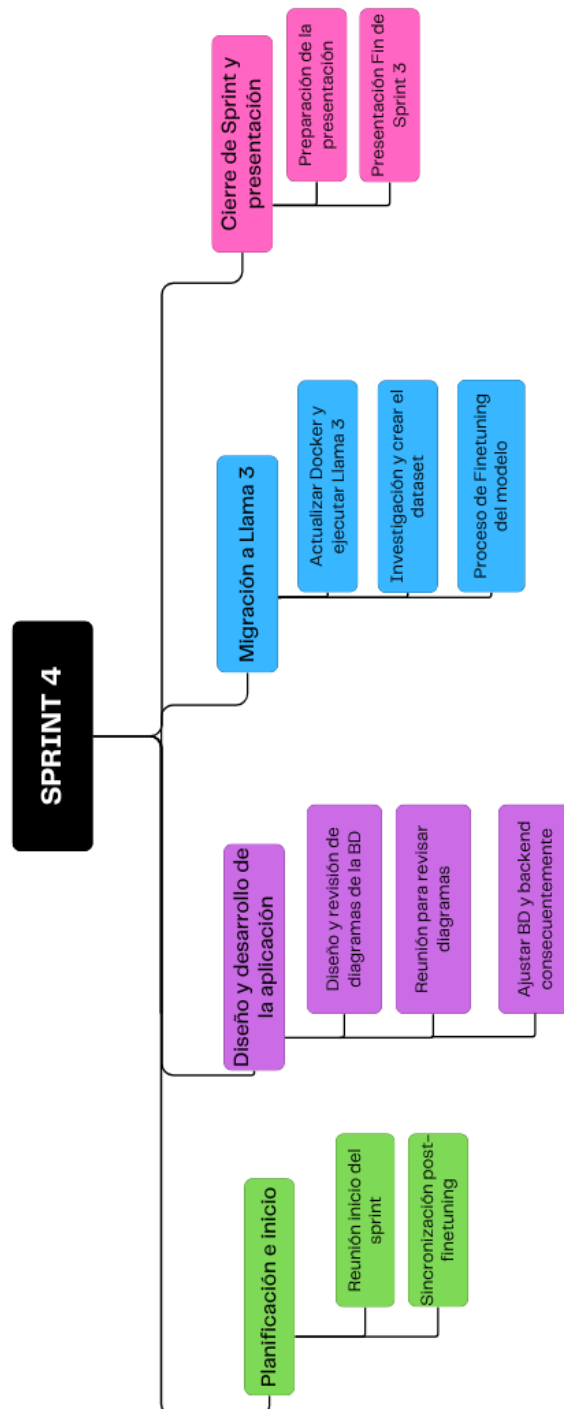 SPRINT 4
Planificación e inicio
Reunión inicio del
sprint
Sincronización post-
finetuning
Diseño y desarrollo de
la aplicación
Diseño y revisión de
diagramas de la BD
Reunión para revisar
diagramas
Ajustar BD y backend
consecuentemente
Migración a Llama 3
Actualizar Docker y
ejecutar Llama 3
Investigación y crear el
dataset
Proceso de Finetuning
del modelo
Cierre de Sprint y
presentación
Preparación de la
presentación
Presentación Fin de
Sprint 3